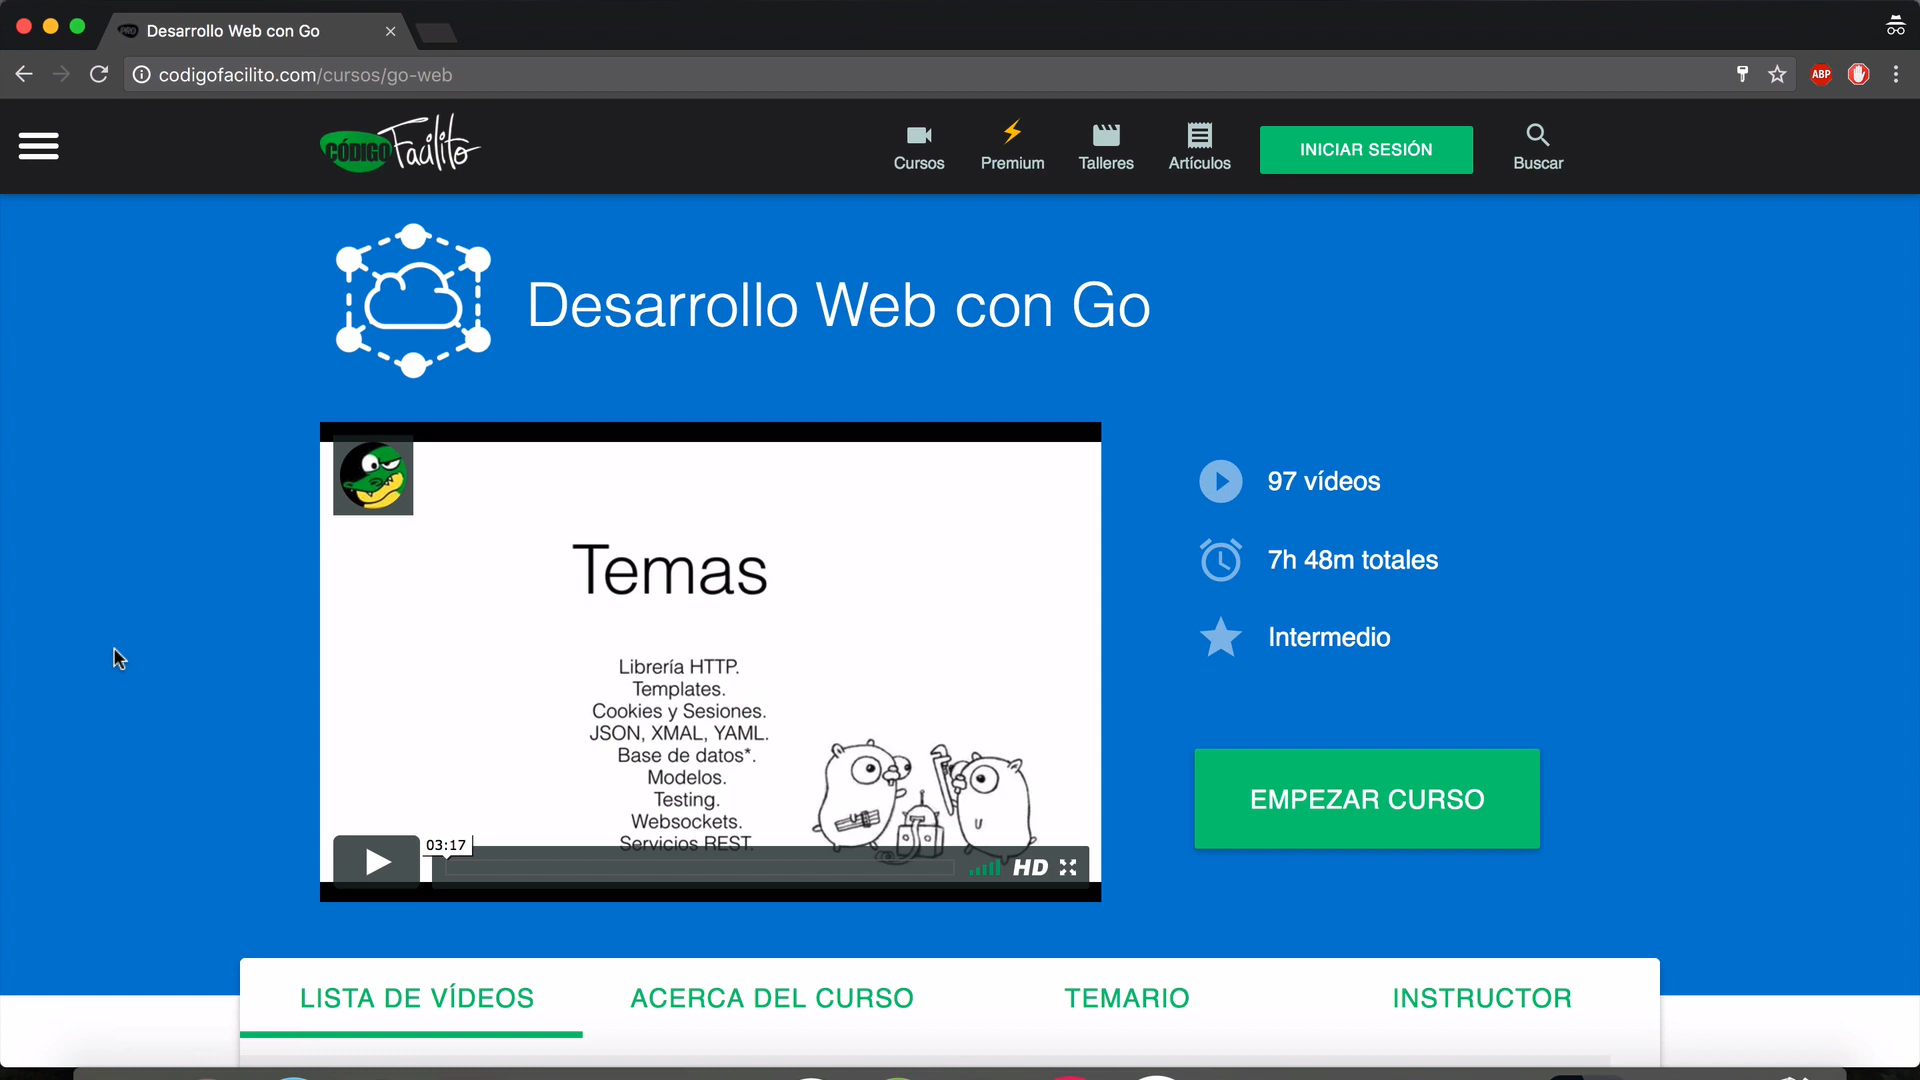 Desarrollo Web con Go
codigofacilito.com/cursos/go-web
ABP
CÓDIGO Facilito
Cursos
Premium
Talleres
Artículos
INICIAR SESIÓN
Buscar
Desarrollo Web con Go
Temas
Librería HTTP.
Templates.
Cookies y Sesiones.
JSON, XMAL, YAML.
Base de datos*.
Modelos.
Testing.
Websockets.
Servicios REST.
03:17
HD
97 vídeos
7h 48m totales
Intermedio
EMPEZAR CURSO
LISTA DE VÍDEOS
ACERCA DEL CURSO
TEMARIO
INSTRUCTOR